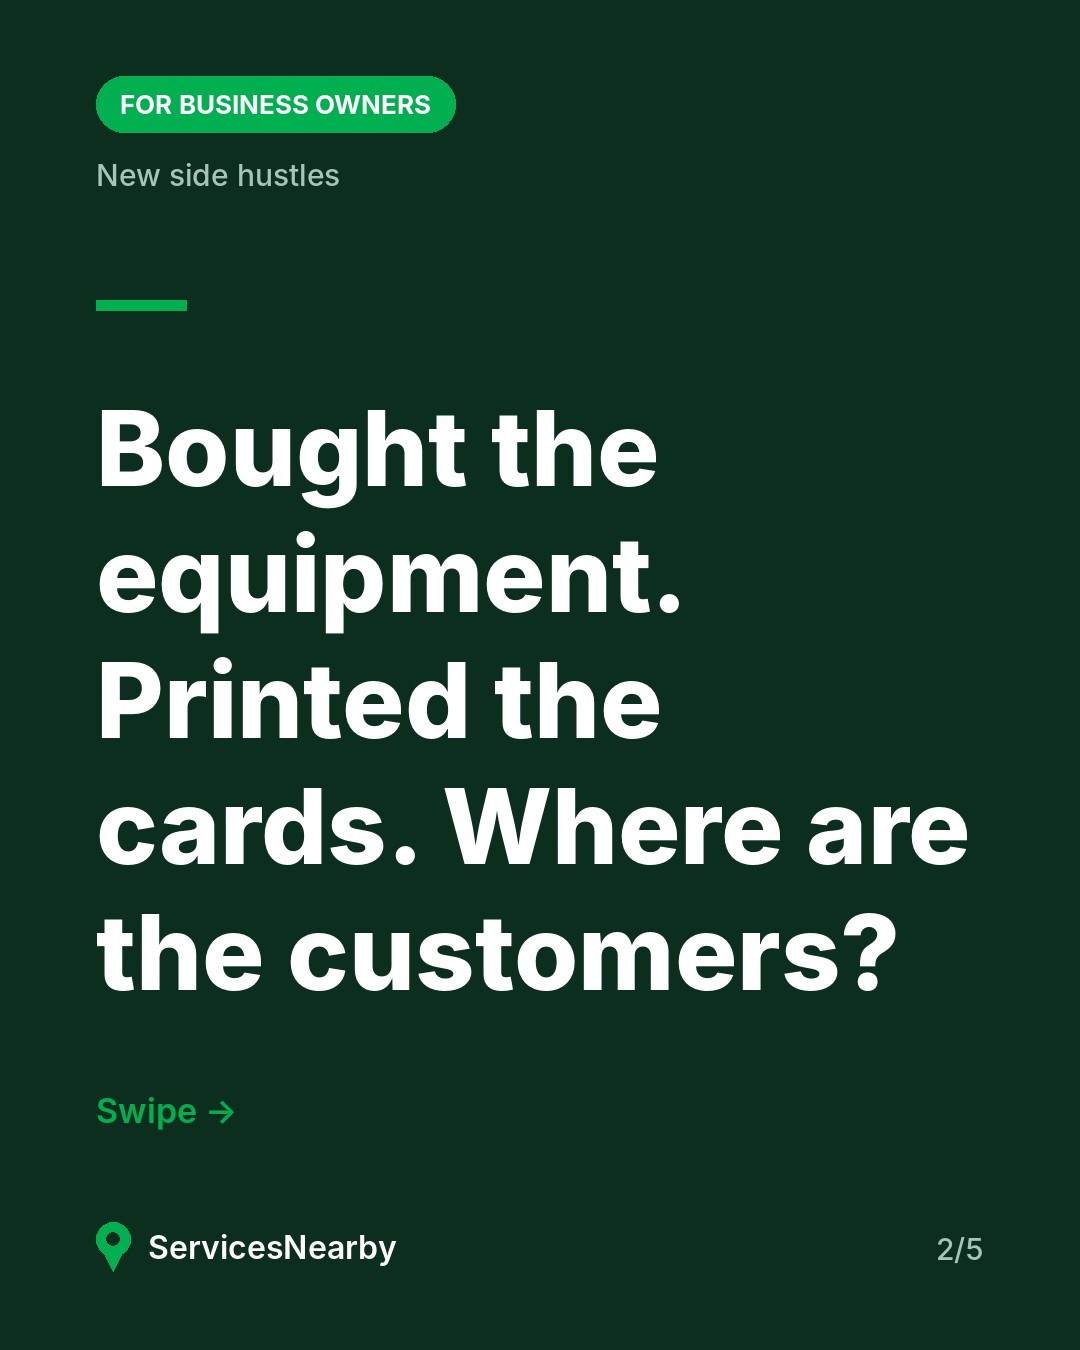 FOR BUSINESS OWNERS
New side hustles
Bought the
equipment.
Printed the
cards. Where are
the customers?
Swipe →
ServicesNearby
2/5